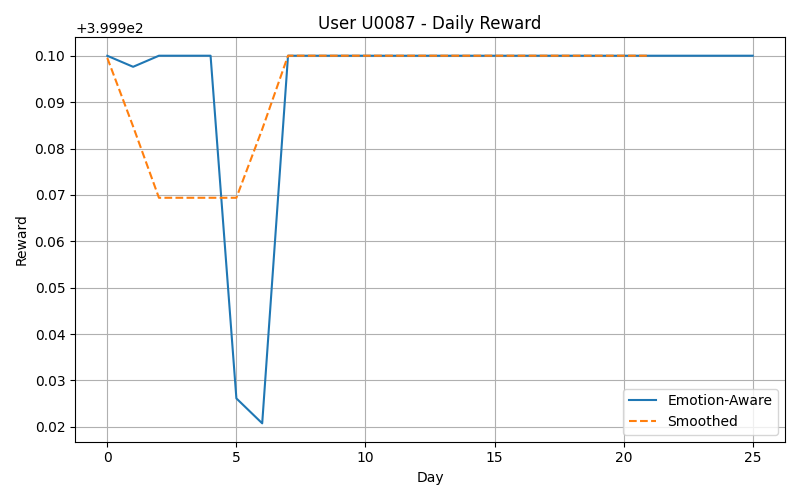 User U0087 - Daily Reward
+3.999e2
0.10
0.09
0.08
0.07
0.06
0.05
0.04
0.03
0.02
Reward
Emotion-Aware
Smoothed
0 5 10 15 20 25
Day